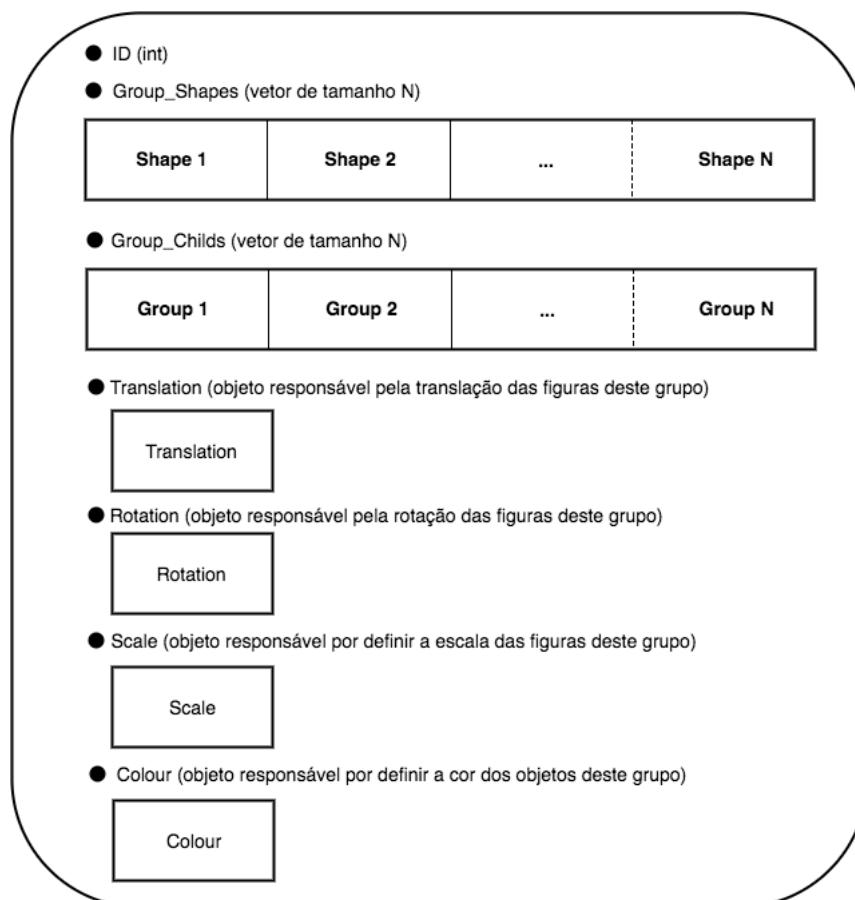 ID (int)
Group_Shapes (vetor de tamanho N)
Shape 1 Shape 2 ... Shape N
Group_Childs (vetor de tamanho N)
Group 1 Group 2 ... Group N
Translation (objeto responsável pela translação das figuras deste grupo)
Translation
Rotation (objeto responsável pela rotação das figuras deste grupo)
Rotation
Scale (objeto responsável por definir a escala das figuras deste grupo)
Scale
Colour (objeto responsável por definir a cor dos objetos deste grupo)
Colour